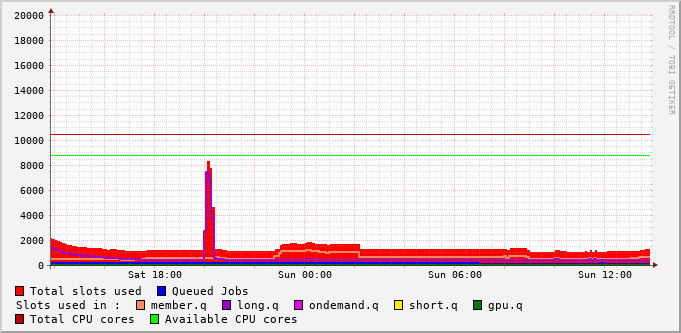 20000
18000
16000
14000
12000
10000
8000
6000
4000
2000
0
Sat 18:00 Sun 00:00 Sun 06:00 Sun 12:00
RRDTOOL / TOBI OETIKER
Total slots used Queued Jobs
Slots used in : member.q long.q ondemand.q short.q gpu.q
Total CPU cores Available CPU cores